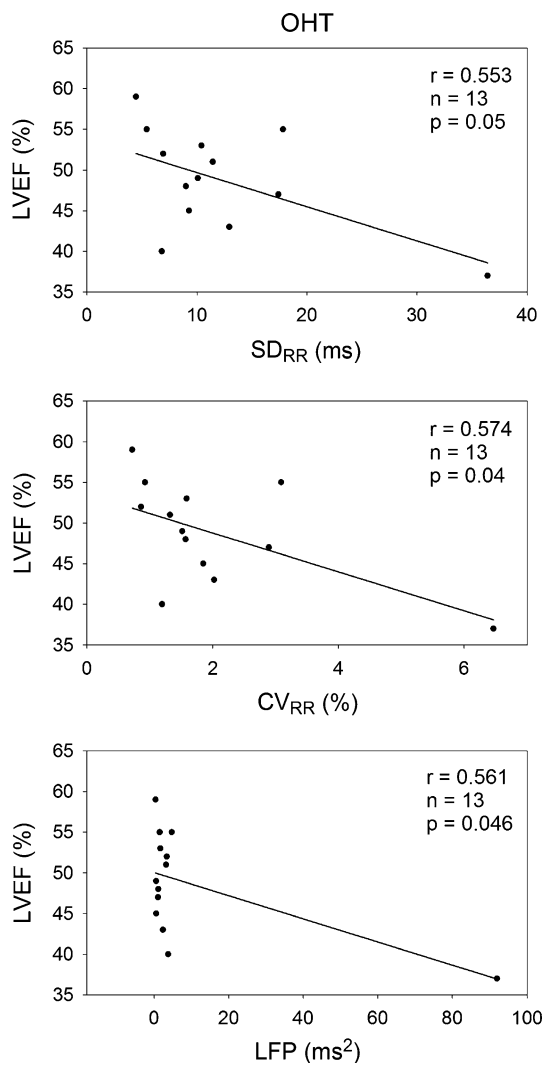 OHT
65
60
55
50
45
40
35
LVEF (%)
r = 0.553
n = 13
p = 0.05
0 10 20 30 40
SDRR (ms)
65
60
55
50
45
40
35
LVEF (%)
r = 0.574
n = 13
p = 0.04
0 2 4 6
CVRR (%)
65
60
55
50
45
40
35
LVEF (%)
r = 0.561
n = 13
p = 0.046
0 20 40 60 80 100
LFP (ms²)